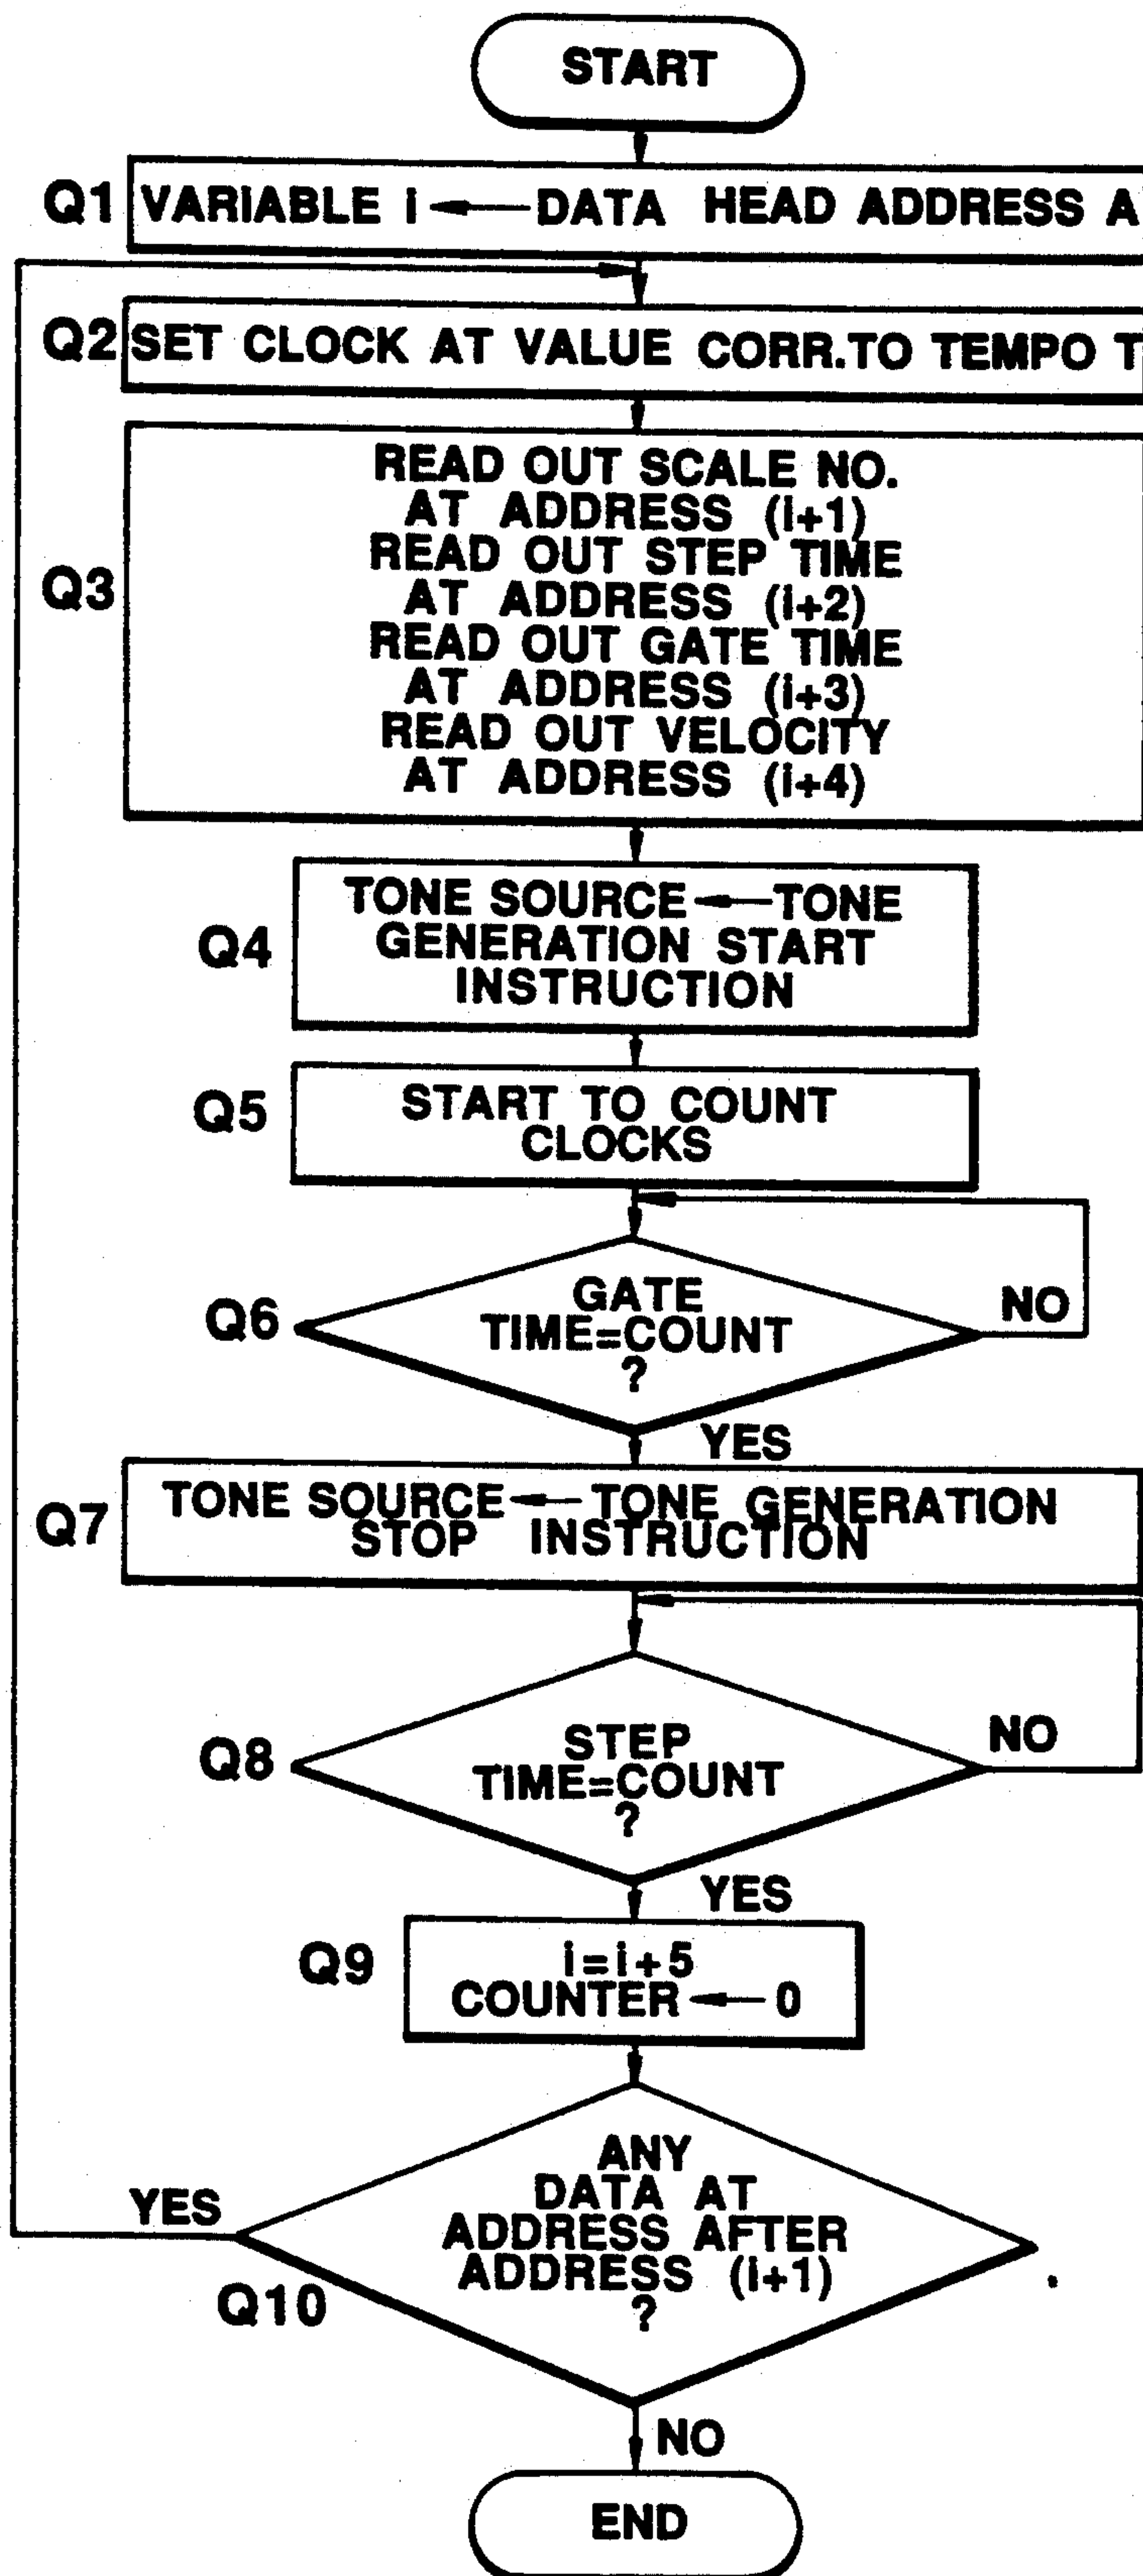 START
Q1 VARIABLE i ← DATA HEAD ADDRESS A
Q2 SET CLOCK AT VALUE CORR.TO TEMPO T
Q3
READ OUT SCALE NO.
AT ADDRESS (i+1)
READ OUT STEP TIME
AT ADDRESS (i+2)
READ OUT GATE TIME
AT ADDRESS (i+3)
READ OUT VELOCITY
AT ADDRESS (i+4)
Q4
TONE SOURCE ← TONE
GENERATION START
INSTRUCTION
Q5
START TO COUNT
CLOCKS
Q6
GATE
TIME=COUNT
?
NO
YES
Q7
TONE SOURCE ← TONE GENERATION
STOP INSTRUCTION
Q8
STEP
TIME=COUNT
?
NO
YES
Q9
i=i+5
COUNTER ← 0
Q10
ANY
DATA AT
ADDRESS AFTER
ADDRESS (i+1)
?
YES
NO
END